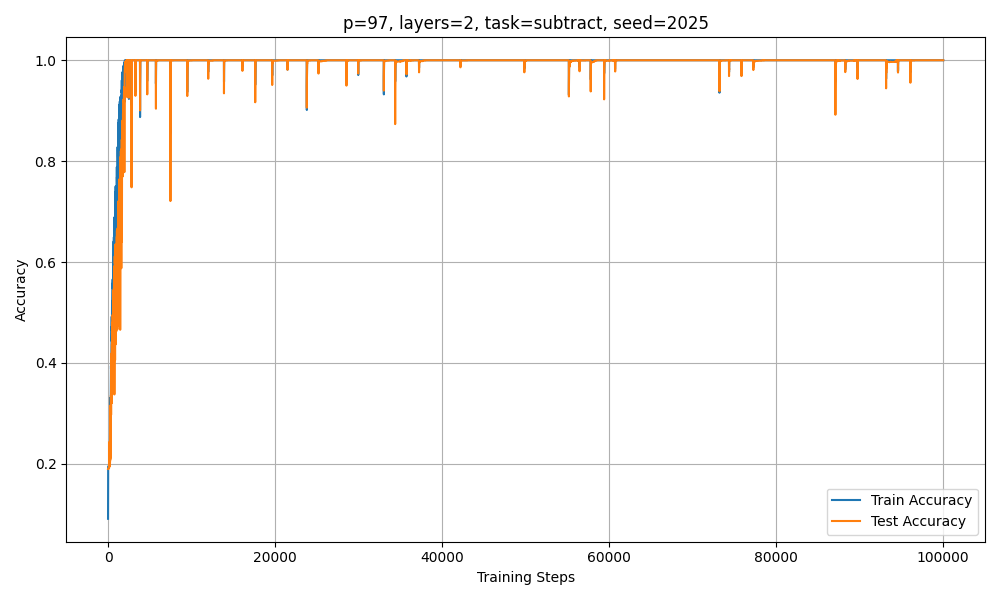 p=97, layers=2, task=subtract, seed=2025
Accuracy
1.0
0.8
0.6
0.4
0.2
0
20000
40000
60000
80000
100000
Training Steps
Train Accuracy
Test Accuracy